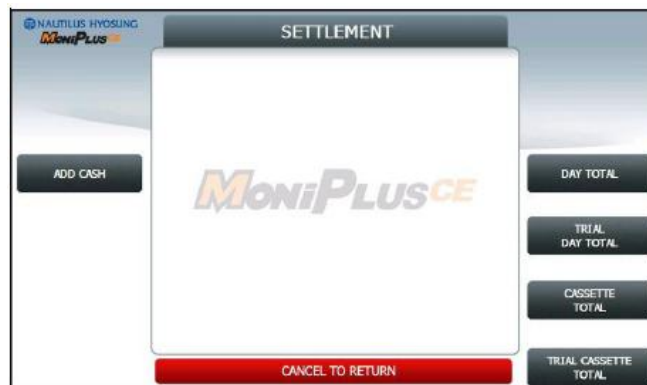 NAUTILUS HYOSUNG
MONIPLUSCE
SETTLEMENT
ADD CASH
MONIPLUSCE
DAY TOTAL
TRIAL
DAY TOTAL
CASSETTE
TOTAL
CANCEL TO RETURN
TRIAL CASSETTE
TOTAL